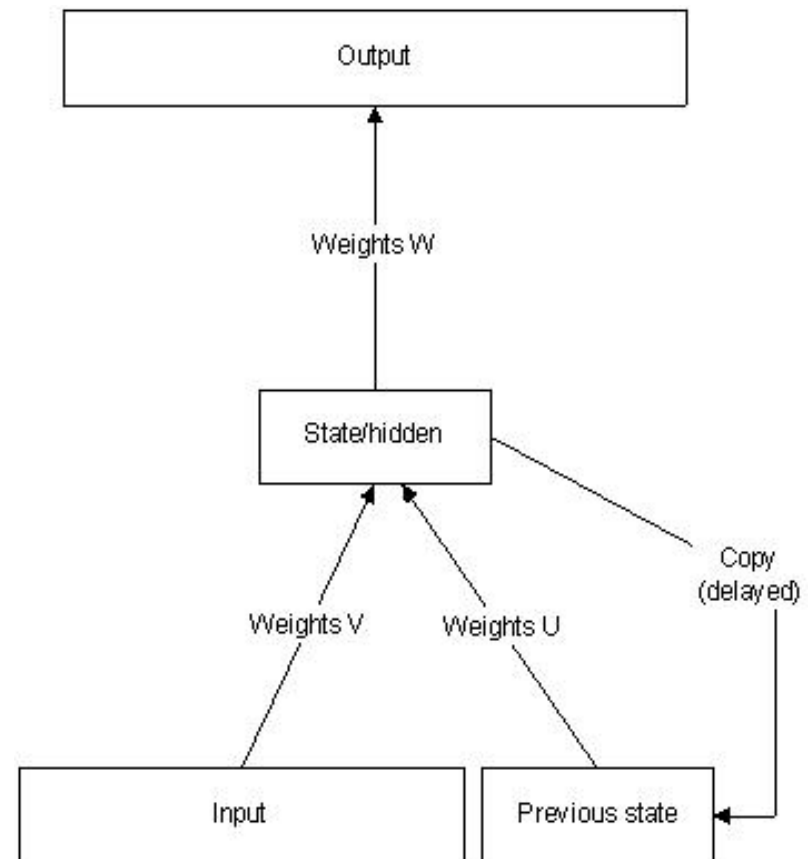 Output
Weights W
State/hidden
Copy
(delayed)
Weights V
Weights U
Input
Previous state